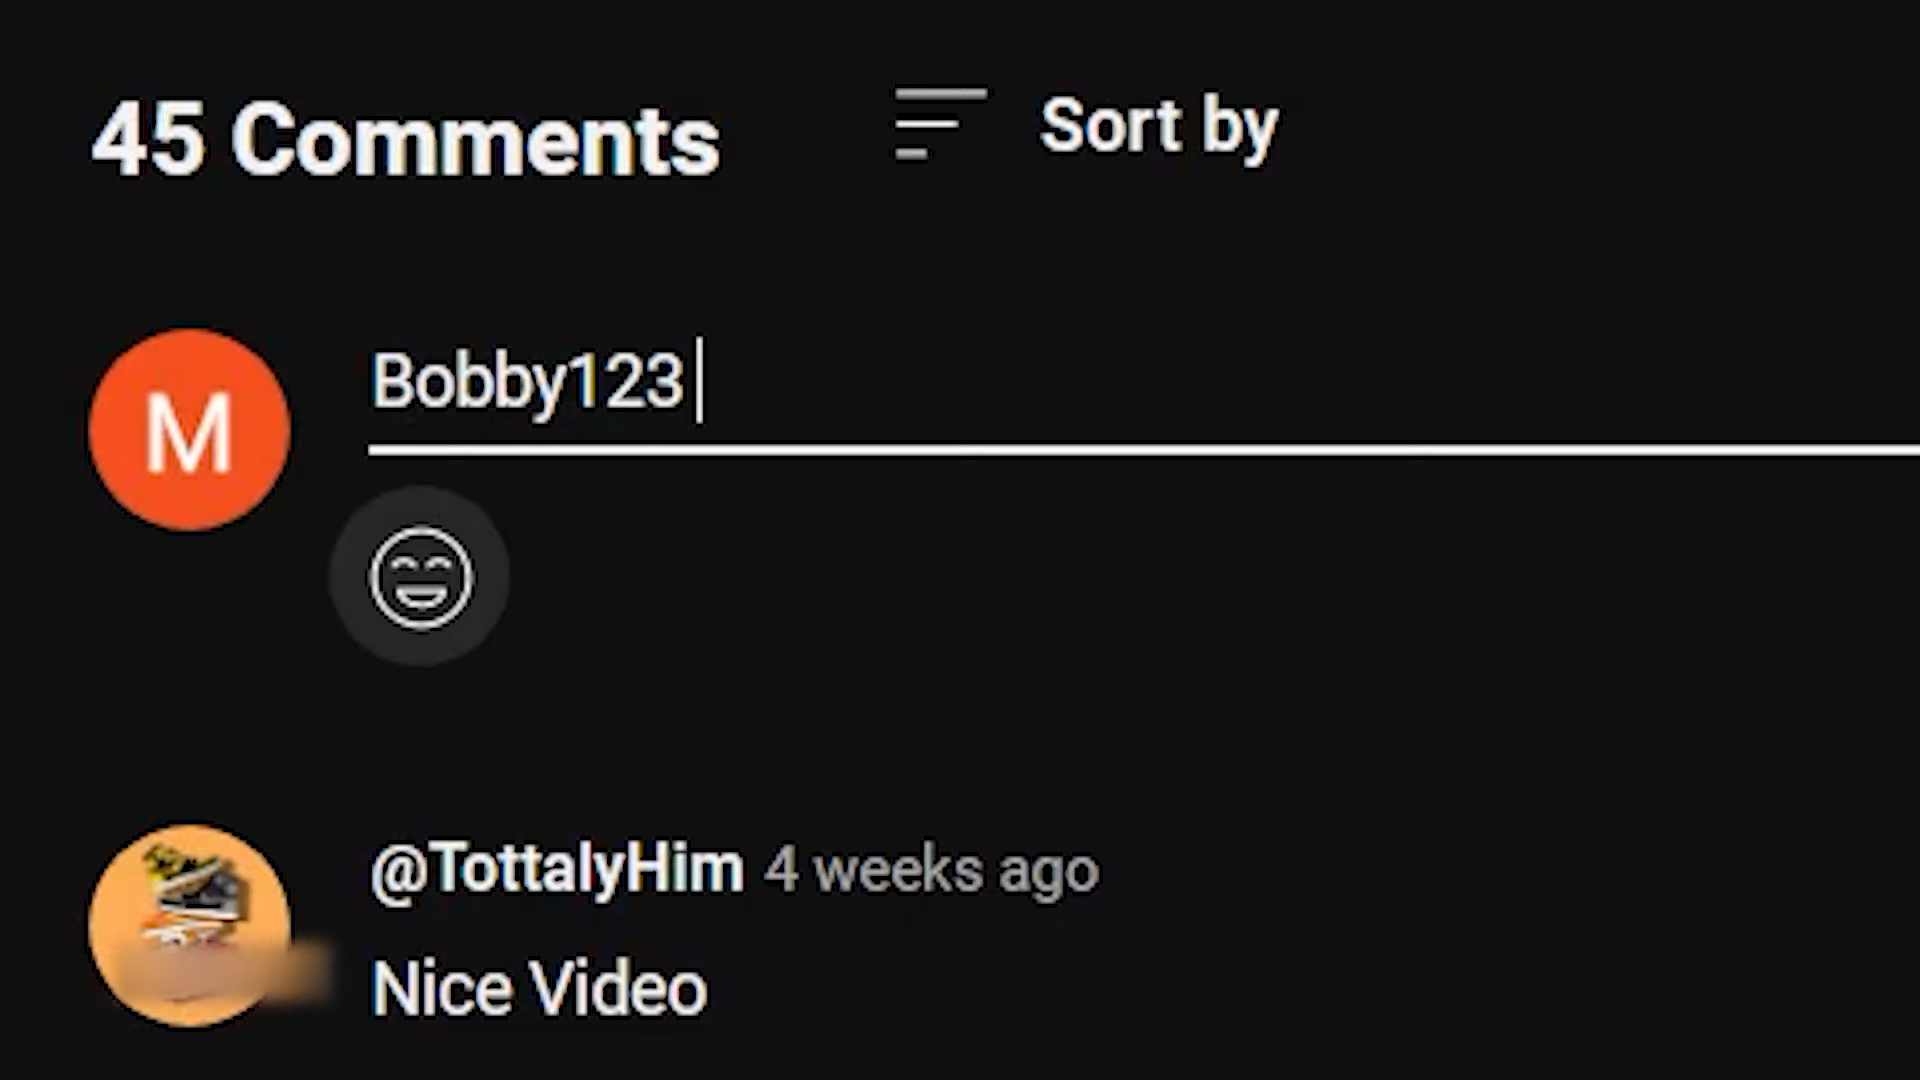 45 Comments
Sort by
M
Bobby123
@TottalyHim 4 weeks ago
Nice Video